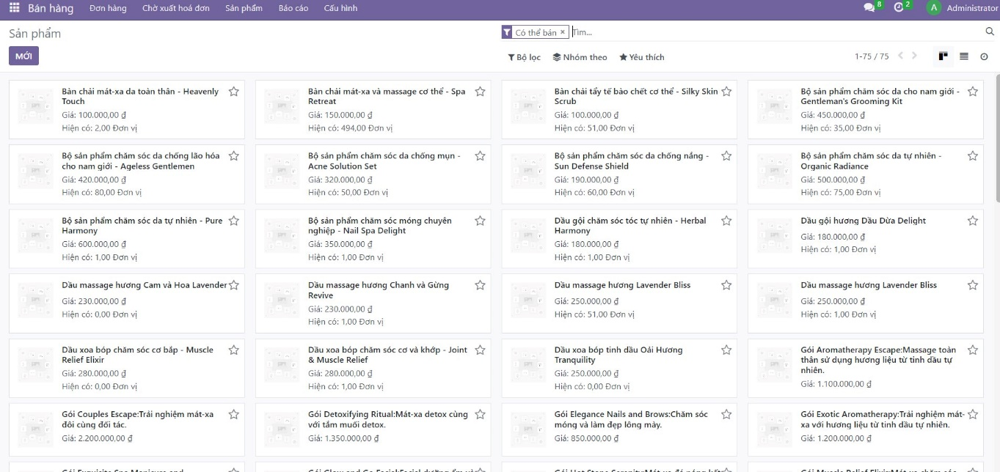 Bán hàng Đơn hàng Chờ xuất hoá đơn Sản phẩm Báo cáo Cấu hình 8 2 A Administrator
Sản phẩm
Có thể bán × Tìm...
MỚI
Bộ lọc Nhóm theo Yêu thích 1-75 / 75
Bàn chải mát-xa da toàn thân - Heavenly
Touch
Giá: 100.000,00 ₫
Hiện có: 2,00 Đơn vị
Bàn chải mát-xa và massage cơ thể - Spa
Retreat
Giá: 150.000,00 ₫
Hiện có: 494,00 Đơn vị
Bàn chải tẩy tế bào chết cơ thể - Silky Skin
Scrub
Giá: 100.000,00 ₫
Hiện có: 51,00 Đơn vị
Bộ sản phẩm chăm sóc da cho nam giới -
Gentleman's Grooming Kit
Giá: 450.000,00 ₫
Hiện có: 35,00 Đơn vị
Bộ sản phẩm chăm sóc da chống lão hóa
cho nam giới - Ageless Gentlemen
Giá: 420.000,00 ₫
Hiện có: 80,00 Đơn vị
Bộ sản phẩm chăm sóc da chống mụn -
Acne Solution Set
Giá: 320.000,00 ₫
Hiện có: 50,00 Đơn vị
Bộ sản phẩm chăm sóc da chống nắng -
Sun Defense Shield
Giá: 190.000,00 ₫
Hiện có: 60,00 Đơn vị
Bộ sản phẩm chăm sóc da tự nhiên -
Organic Radiance
Giá: 500.000,00 ₫
Hiện có: 75,00 Đơn vị
Bộ sản phẩm chăm sóc da tự nhiên - Pure
Harmony
Giá: 600.000,00 ₫
Hiện có: 1,00 Đơn vị
Bộ sản phẩm chăm sóc móng chuyên
nghiệp - Nail Spa Delight
Giá: 350.000,00 ₫
Hiện có: 1,00 Đơn vị
Dầu gội chăm sóc tóc tự nhiên - Herbal
Harmony
Giá: 180.000,00 ₫
Hiện có: 1,00 Đơn vị
Dầu gội hương Dầu Dừa Delight
Giá: 180.000,00 ₫
Hiện có: 1,00 Đơn vị
Dầu massage hương Cam và Hoa Lavender
Giá: 230.000,00 ₫
Hiện có: 0,00 Đơn vị
Dầu massage hương Chanh và Gừng
Revive
Giá: 230.000,00 ₫
Hiện có: 1,00 Đơn vị
Dầu massage hương Lavender Bliss
Giá: 250.000,00 ₫
Hiện có: 51,00 Đơn vị
Dầu massage hương Lavender Bliss
Giá: 250.000,00 ₫
Hiện có: 1,00 Đơn vị
Dầu xoa bóp chăm sóc cơ bắp - Muscle
Relief Elixir
Giá: 280.000,00 ₫
Hiện có: 0,00 Đơn vị
Dầu xoa bóp chăm sóc cơ và khớp - Joint
& Muscle Relief
Giá: 280.000,00 ₫
Hiện có: 1,00 Đơn vị
Dầu xoa bóp tinh dầu Oải Hương
Tranquility
Giá: 250.000,00 ₫
Hiện có: 0,00 Đơn vị
Gói Aromatherapy Escape:Massage toàn
thân sử dụng hương liệu từ tinh dầu tự
nhiên.
Giá: 1.100.000,00 ₫
Gói Couples Escape:Trải nghiệm mát-xa
đôi cùng đối tác.
Giá: 2.200.000,00 ₫
Gói Detoxifying Ritual:Mát-xa detox cùng
với tắm muối detox.
Giá: 1.350.000,00 ₫
Gói Elegance Nails and Brows:Chăm sóc
móng và làm đẹp lông mày.
Giá: 850.000,00 ₫
Gói Exotic Aromatherapy:Trải nghiệm mát-
xa với hương liệu từ tinh dầu tự nhiên.
Giá: 1.200.000,00 ₫